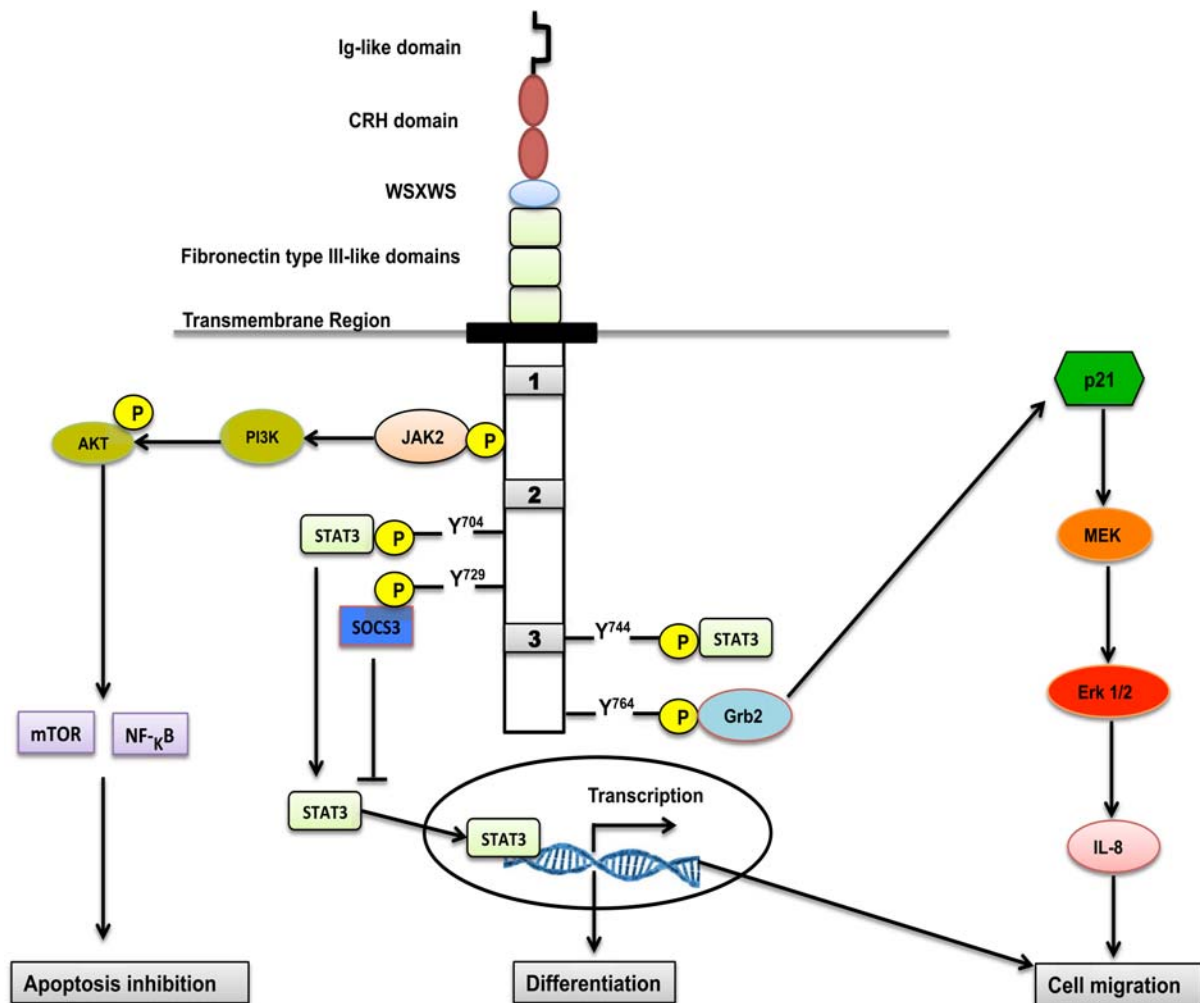 Ig-like domain
CRH domain
WSXWS
Fibronectin type III-like domains
Transmembrane Region
1
p21
P
AKT
PI3K
JAK2
P
2
MEK
STAT3
P
Y704
P
Y729
SOCS3
3
Y744
P
STAT3
Erk 1/2
Y764
P
Grb2
mTOR
NF-KB
Transcription
STAT3
STAT3
IL-8
Apoptosis inhibition
Differentiation
Cell migration